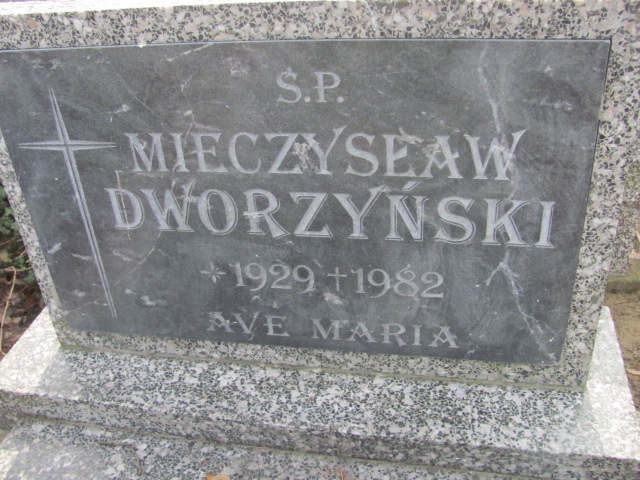 Ś.P.
MIECZYSŁAW
DWORZYŃSKI
* 1929 † 1982
AVE MARIA